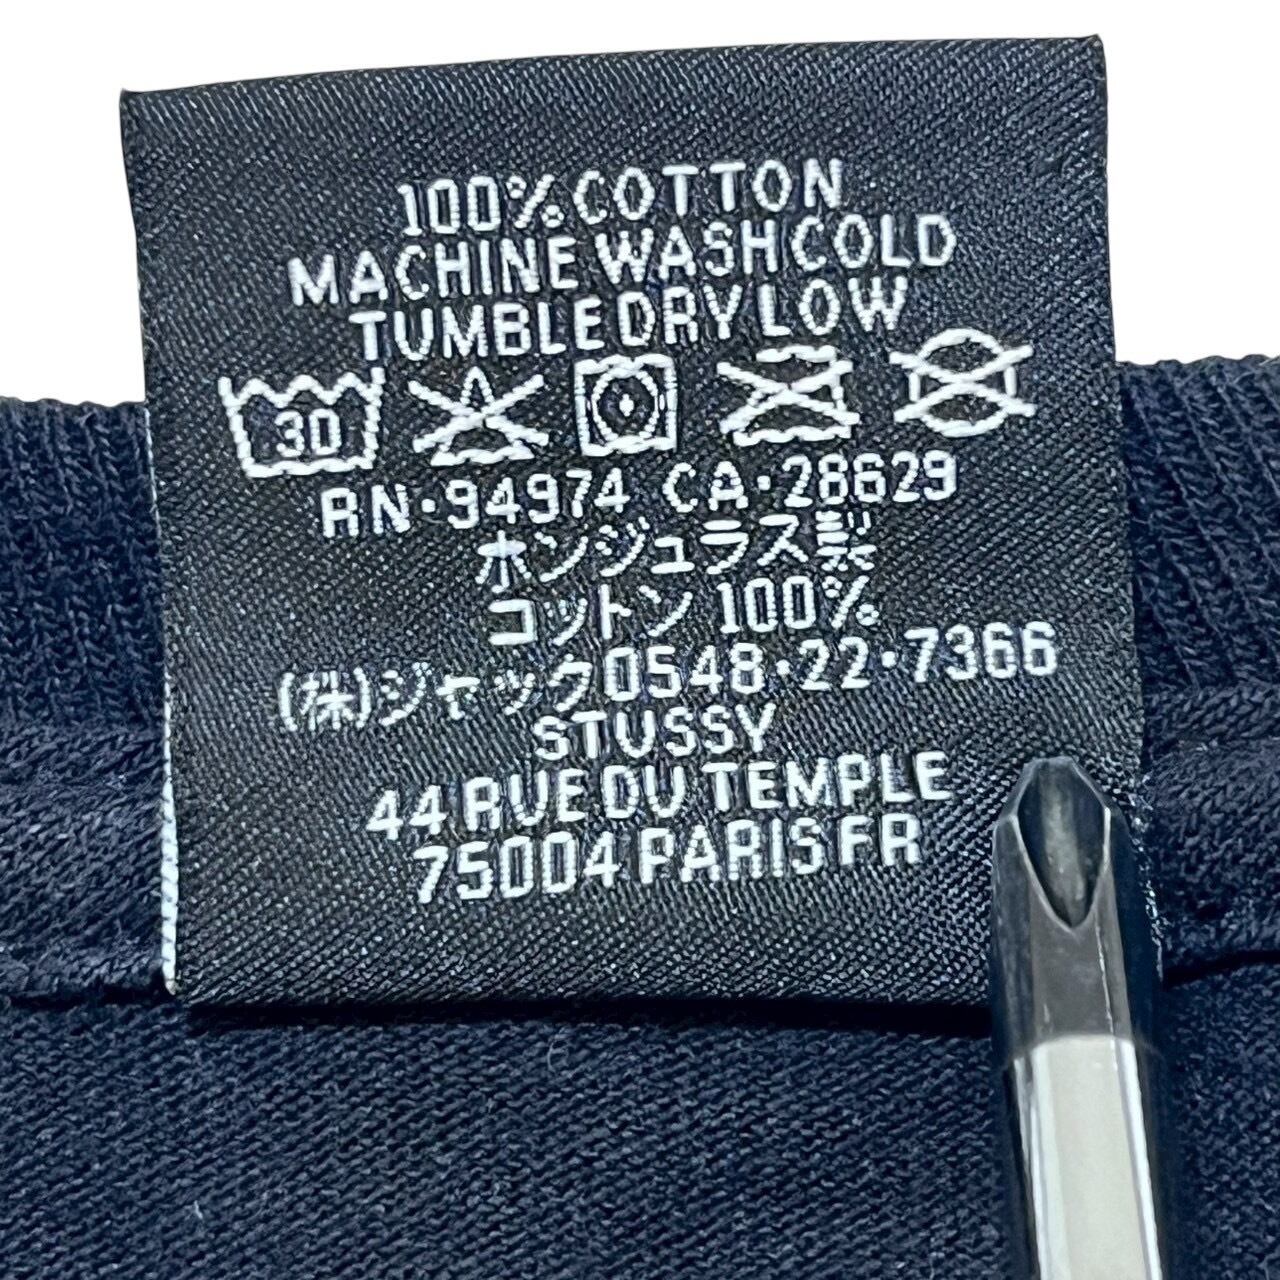 100% COTTON
MACHINE WASH COLD
TUMBLE DRY LOW
30
RN·94974 CA·28629
ホンジュラス製
コットン 100%
(株)ジャック0548·22·7366
STUSSY
44 RUE DU TEMPLE
75004 PARIS FR